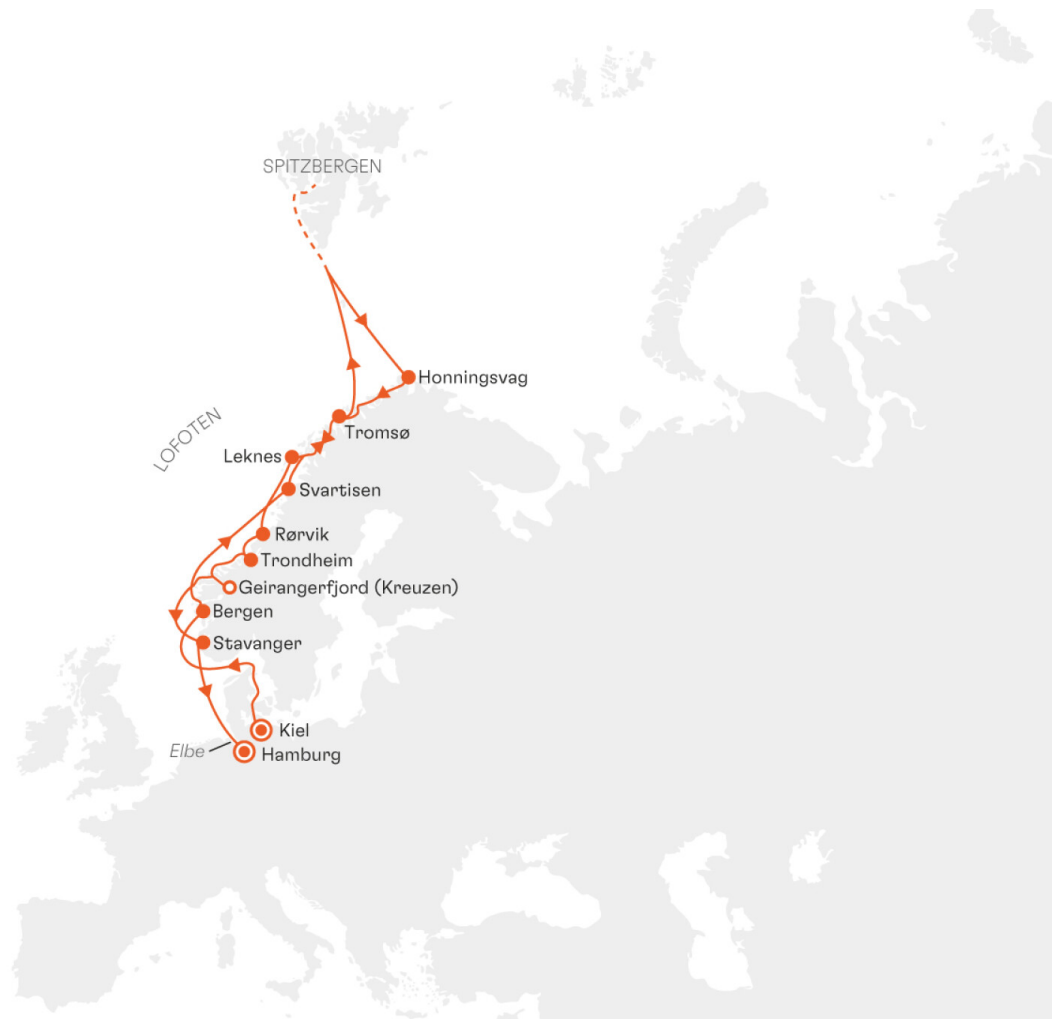 SPITZBERGEN
Honningsvag
LOFOTEN
Tromsø
Leknes
Svartisen
Rørvik
Trondheim
Geirangerfjord (Kreuzen)
Bergen
Stavanger
Kiel
Elbe
Hamburg